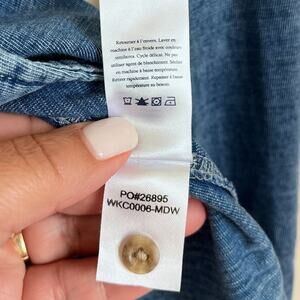 Retourner à l'envers. Laver en
machine à l'eau froide avec couleurs
similaires. Cycle délicat. Ne pas
utiliser agent de blanchiment. Sécher
en machine à basse température.
Retirer rapidement. Repasser à basse
température au besoin.
PO#26895
WKC0006-MDW